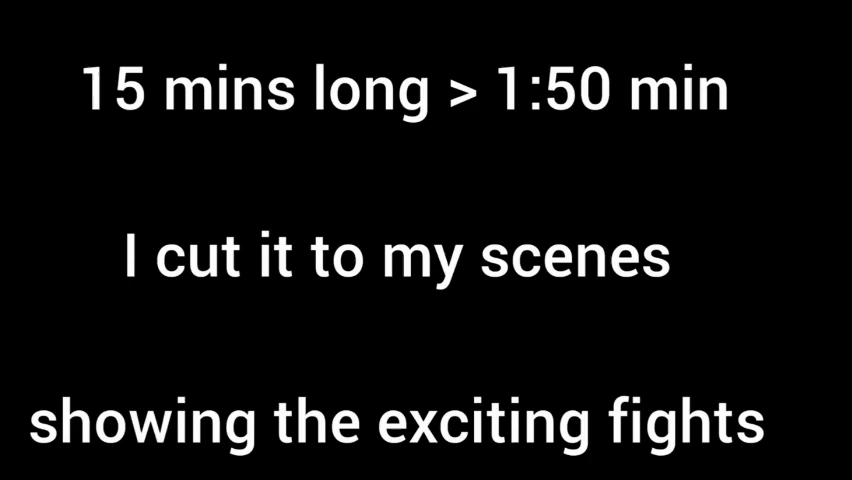 15 mins long > 1:50 min
I cut it to my scenes
showing the exciting fights